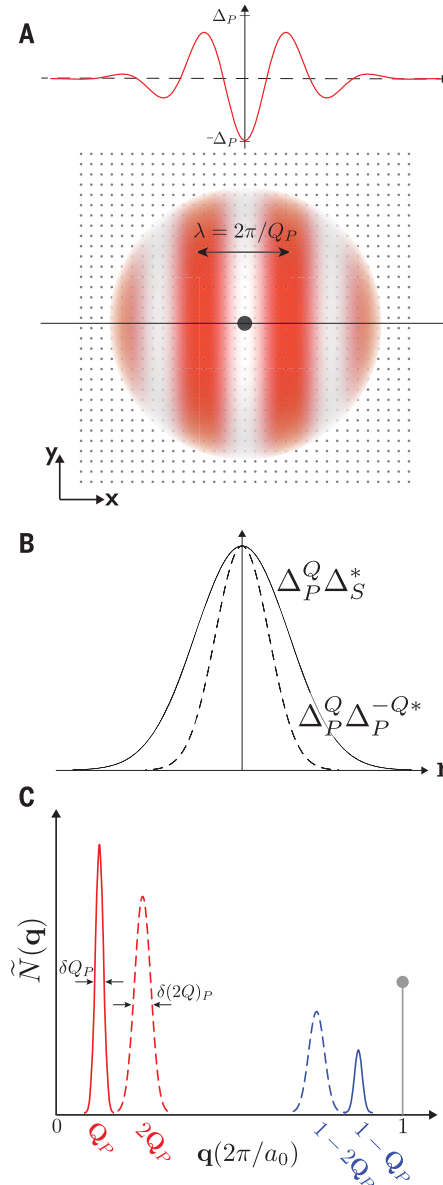 A
Δ_P
−Δ_P
λ = 2π/Q_P
y
x
B
Δ_P^Q Δ_S^*
Δ_P^Q Δ_P^{−Q*}
r
C
Ñ(q)
δQ_P
δ(2Q)_P
0
Q_P
2Q_P
q(2π/a_0)
1−2Q_P
1−Q_P
1